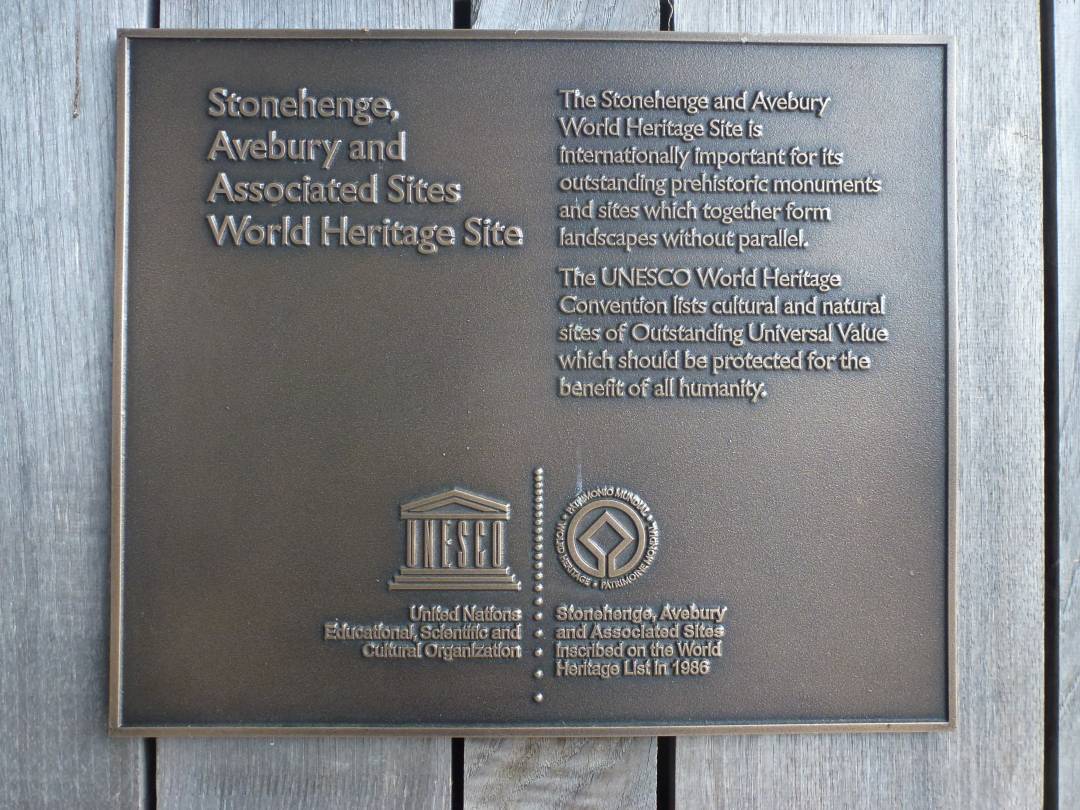 Stonehenge,
Avebury and
Associated Sites
World Heritage Site
The Stonehenge and Avebury
World Heritage Site is
internationally important for its
outstanding prehistoric monuments
and sites which together form
landscapes without parallel.
The UNESCO World Heritage
Convention lists cultural and natural
sites of Outstanding Universal Value
which should be protected for the
benefit of all humanity.
UNESCO
United Nations
Educational, Scientific and
Cultural Organization
WORLD HERITAGE • PATRIMONIO MUNDIAL • PATRIMOINE MONDIAL •
Stonehenge, Avebury
and Associated Sites
inscribed on the World
Heritage List in 1986